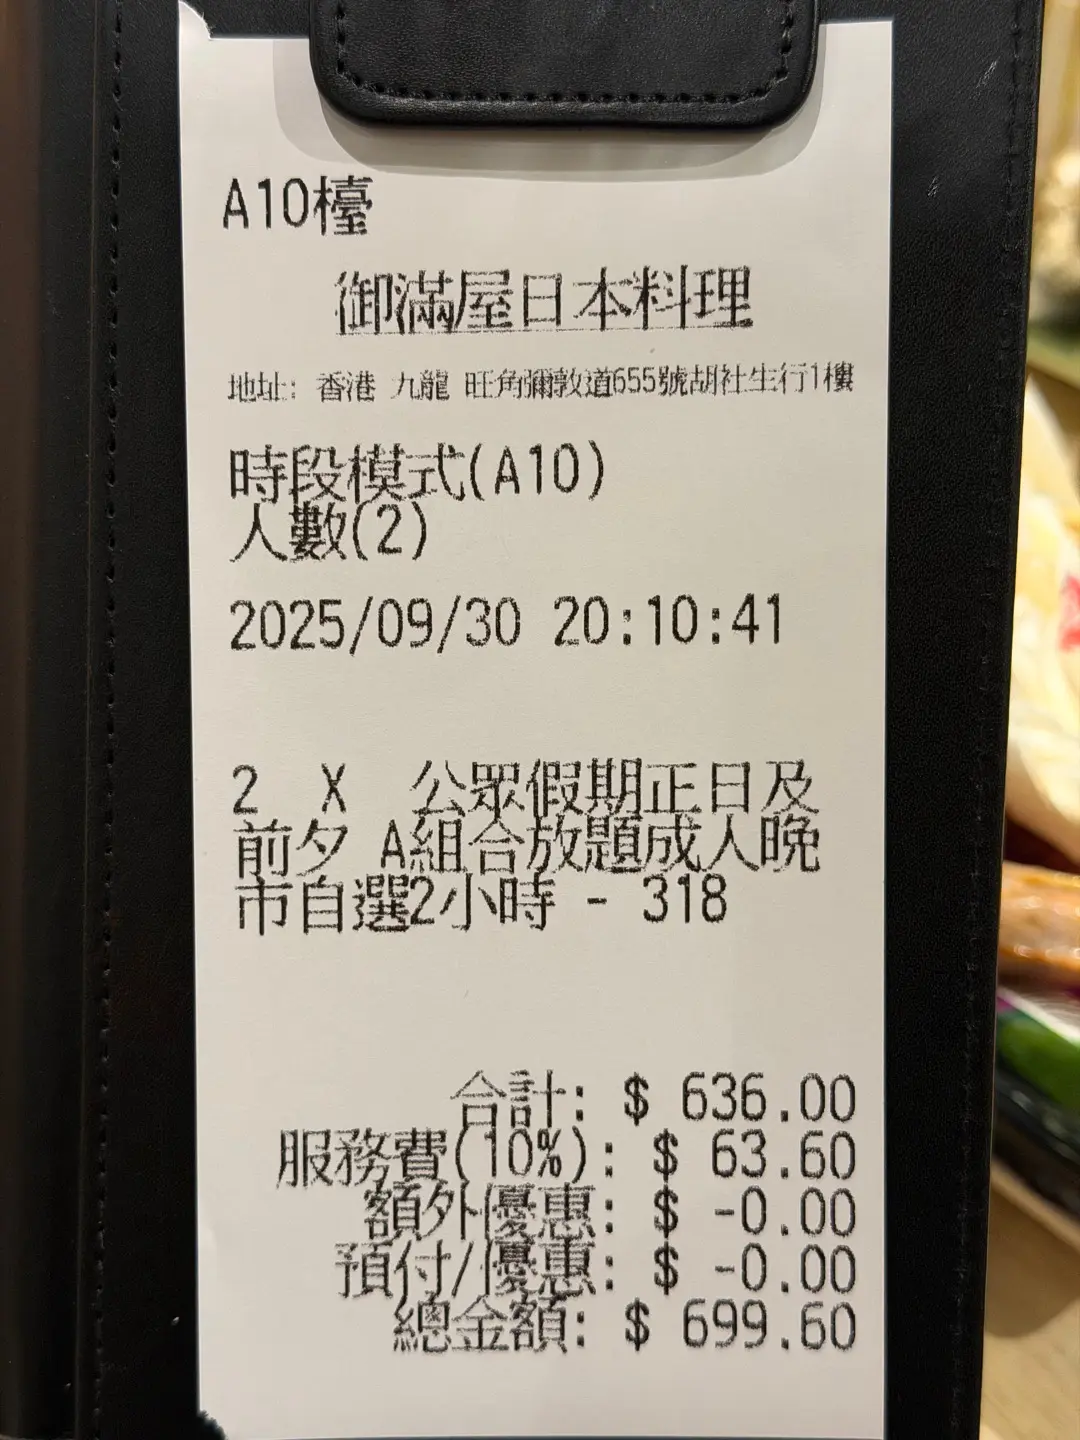 A10檯
御滿屋日本料理
地址: 香港 九龍 旺角彌敦道655號胡社生行1樓
時段模式(A10)
人數(2)
2025/09/30 20:10:41
2 X 公眾假期正日及
前夕 A組合放題成人晚
市自選2小時 - 318
合計: $ 636.00
服務費(10%): $ 63.60
額外優惠: $ -0.00
預付/優惠: $ -0.00
總金額: $ 699.60